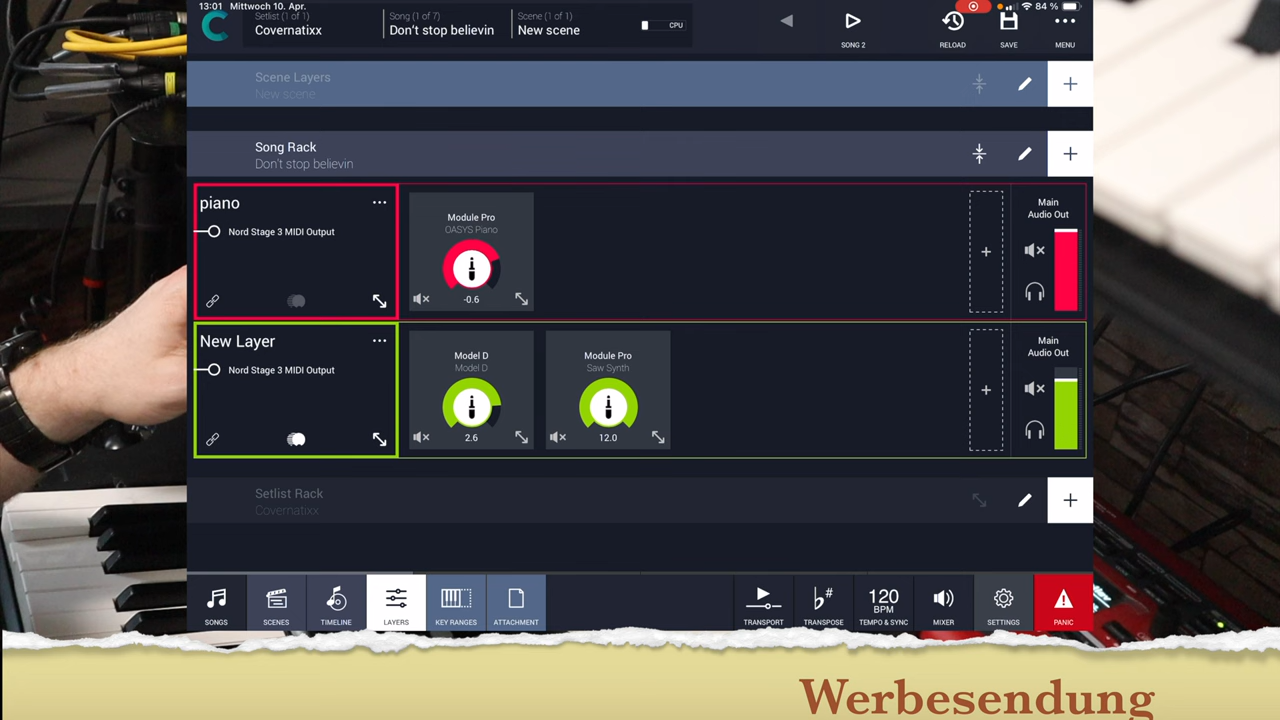 13:01 Mittwoch 10. Apr.
84 %
Setlist (1 of 1)
Covernatixx
Song (1 of 7)
Don't stop believin
Scene (1 of 1)
New scene
CPU
SONG 2
RELOAD
SAVE
MENU
Scene Layers
New scene
Song Rack
Don't stop believin
piano
Nord Stage 3 MIDI Output
Module Pro
OASYS Piano
-0.6
Main
Audio Out
New Layer
Nord Stage 3 MIDI Output
Model D
Model D
2.6
Module Pro
Saw Synth
12.0
Main
Audio Out
Setlist Rack
Covernatixx
SONGS
SCENES
TIMELINE
LAYERS
KEY RANGES
ATTACHMENT
TRANSPORT
TRANSPOSE
120
BPM
TEMPO & SYNC
MIXER
SETTINGS
PANIC
Werbesendung